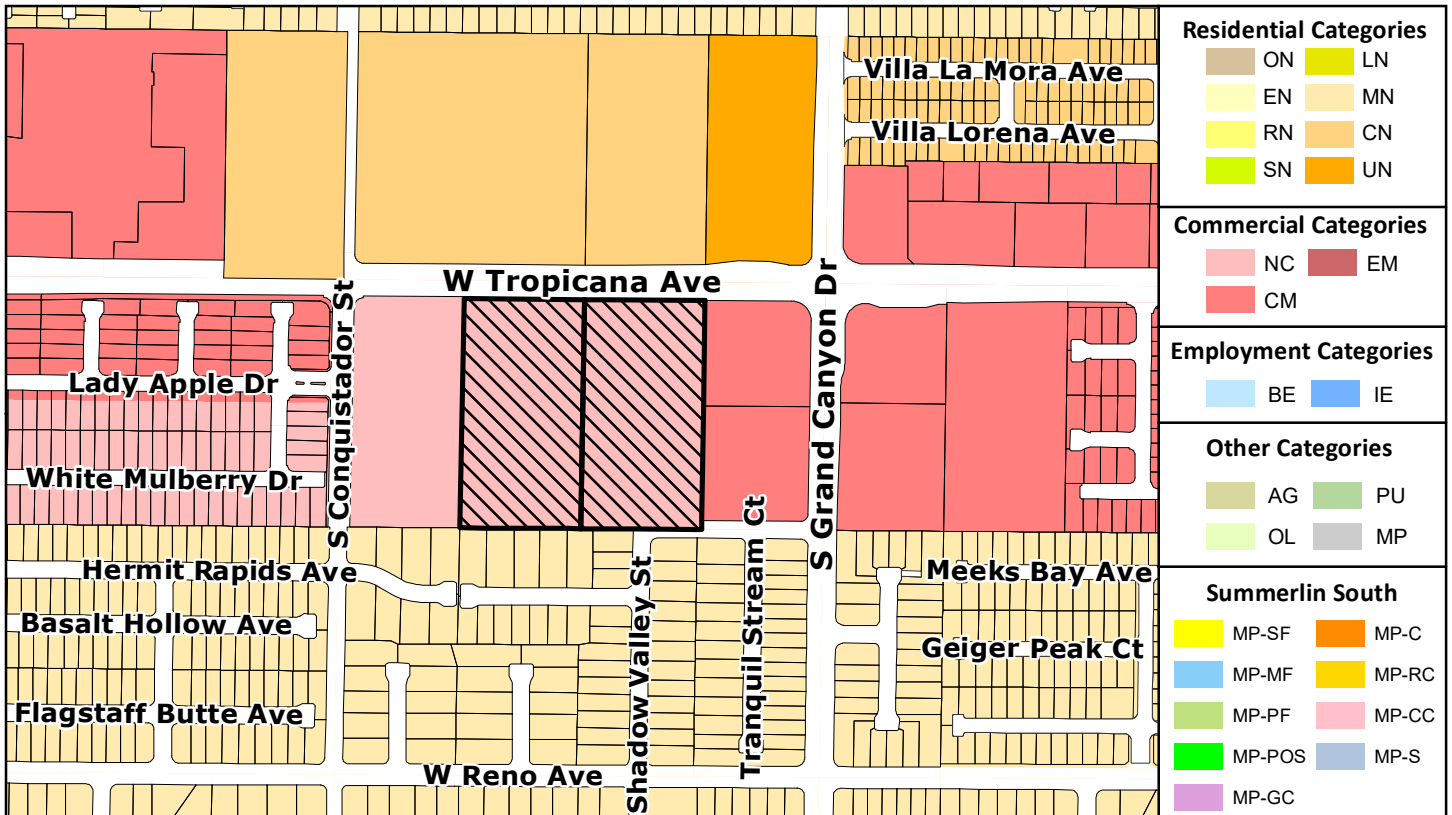 Villa La Mora Ave
Villa Lorena Ave
W Tropicana Ave
S Conquistador St
S Grand Canyon Dr
Lady Apple Dr
White Mulberry Dr
Hermit Rapids Ave
Basalt Hollow Ave
Flagstaff Butte Ave
Shadow Valley St
Tranquil Stream Ct
Meeks Bay Ave
Geiger Peak Ct
W Reno Ave
Residential Categories
ON LN
EN MN
RN CN
SN UN
Commercial Categories
NC EM
CM
Employment Categories
BE IE
Other Categories
AG PU
OL MP
Summerlin South
MP-SF MP-C
MP-MF MP-RC
MP-PF MP-CC
MP-POS MP-S
MP-GC